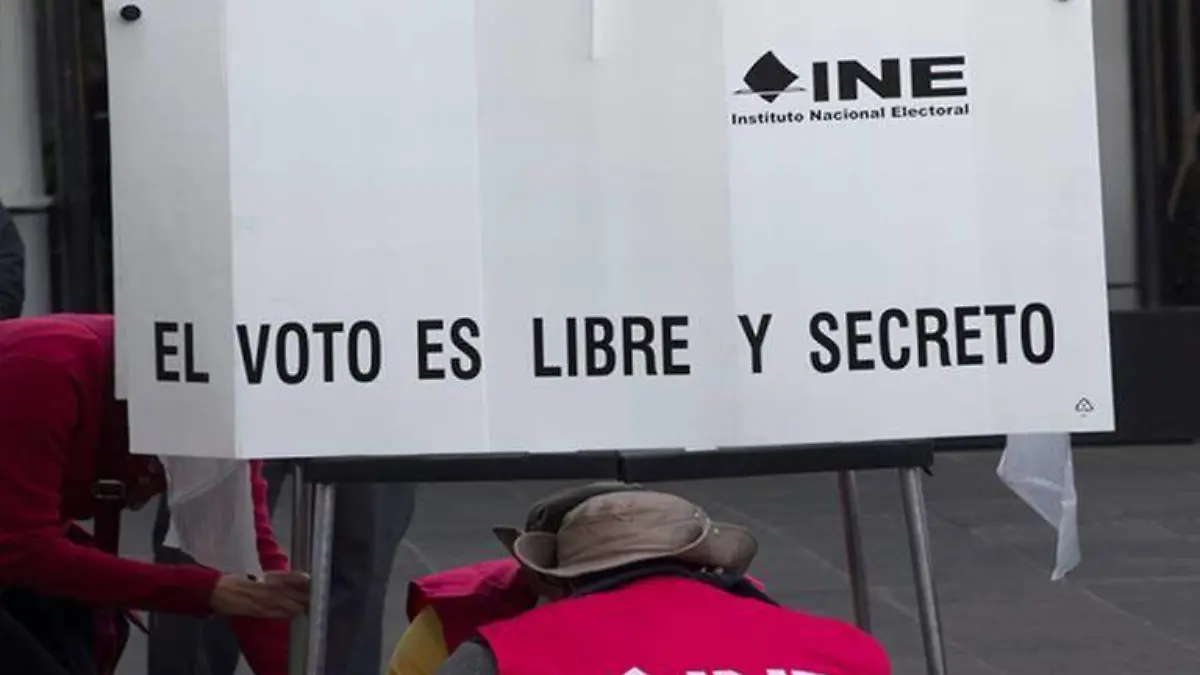 INE
Instituto Nacional Electoral
EL VOTO ES LIBRE Y SECRETO